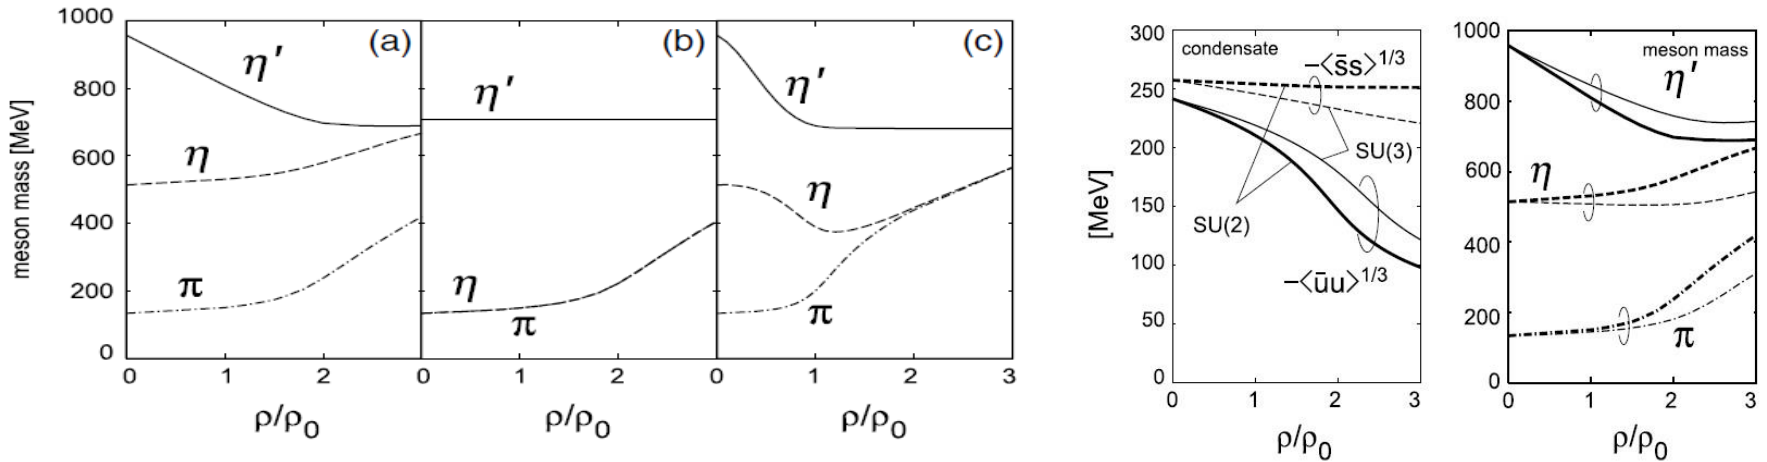 meson mass [MeV]
1000
800
600
400
200
0
(a)
η′
η
π
0
1
2
ρ/ρ0
(b)
η′
η
π
0
1
2
ρ/ρ0
(c)
η′
η
π
0
1
2
3
ρ/ρ0
[MeV]
300
250
200
150
100
50
0
condensate
−⟨s̄s⟩1/3
SU(3)
SU(2)
−⟨ūu⟩1/3
0
1
2
3
ρ/ρ0
1000
800
600
400
200
0
meson mass
η′
η
π
0
1
2
3
ρ/ρ0